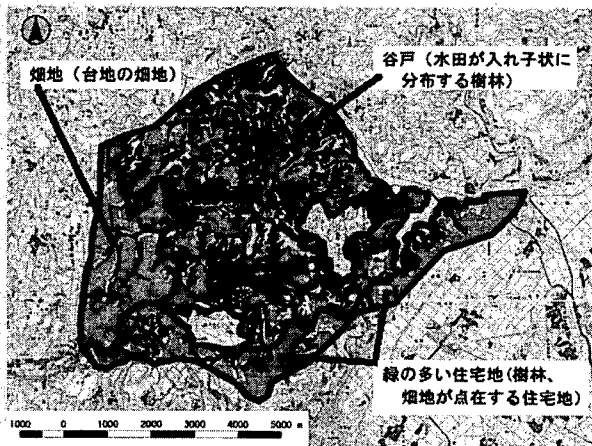 畑地（台地の畑地）
谷戸（水田が入れ子状に
分布する樹林）
緑の多い住宅地（樹林、
畑地が点在する住宅地）
1000 0 1000 2000 3000 4000 5000 m